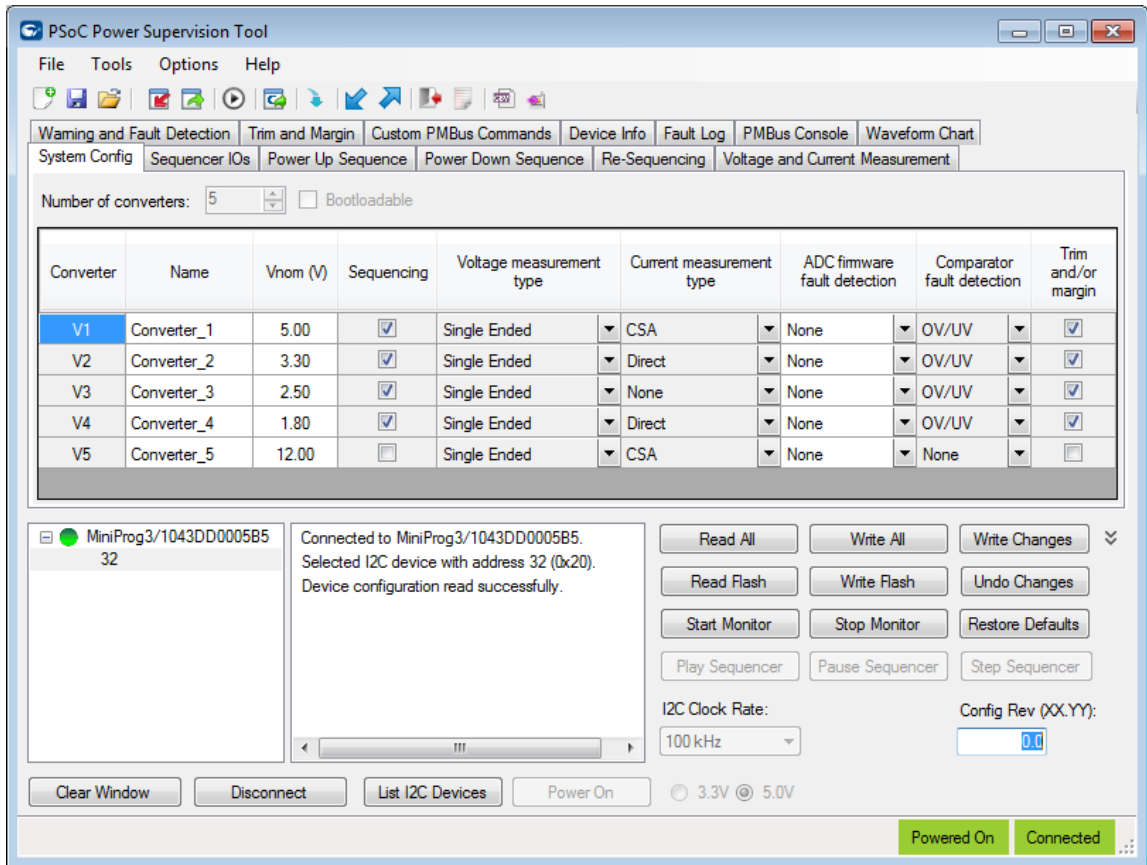 PSoC Power Supervision Tool
File Tools Options Help
Warning and Fault Detection Trim and Margin Custom PMBus Commands Device Info Fault Log PMBus Console Waveform Chart
System Config Sequencer IOs Power Up Sequence Power Down Sequence Re-Sequencing Voltage and Current Measurement
Number of converters: 5 Bootloadable
Converter Name Vnom (V) Sequencing Voltage measurement type Current measurement type ADC firmware fault detection Comparator fault detection Trim and/or margin
V1 Converter_1 5.00 Single Ended CSA None OV/UV
V2 Converter_2 3.30 Single Ended Direct None OV/UV
V3 Converter_3 2.50 Single Ended None None OV/UV
V4 Converter_4 1.80 Single Ended Direct None OV/UV
V5 Converter_5 12.00 Single Ended CSA None None
MiniProg3/1043DD0005B5
32
Connected to MiniProg3/1043DD0005B5.
Selected I2C device with address 32 (0x20).
Device configuration read successfully.
Read All Write All Write Changes
Read Flash Write Flash Undo Changes
Start Monitor Stop Monitor Restore Defaults
Play Sequencer Pause Sequencer Step Sequencer
I2C Clock Rate: Config Rev (XX.YY):
100 kHz 0.0
Clear Window Disconnect List I2C Devices Power On 3.3V 5.0V
Powered On Connected